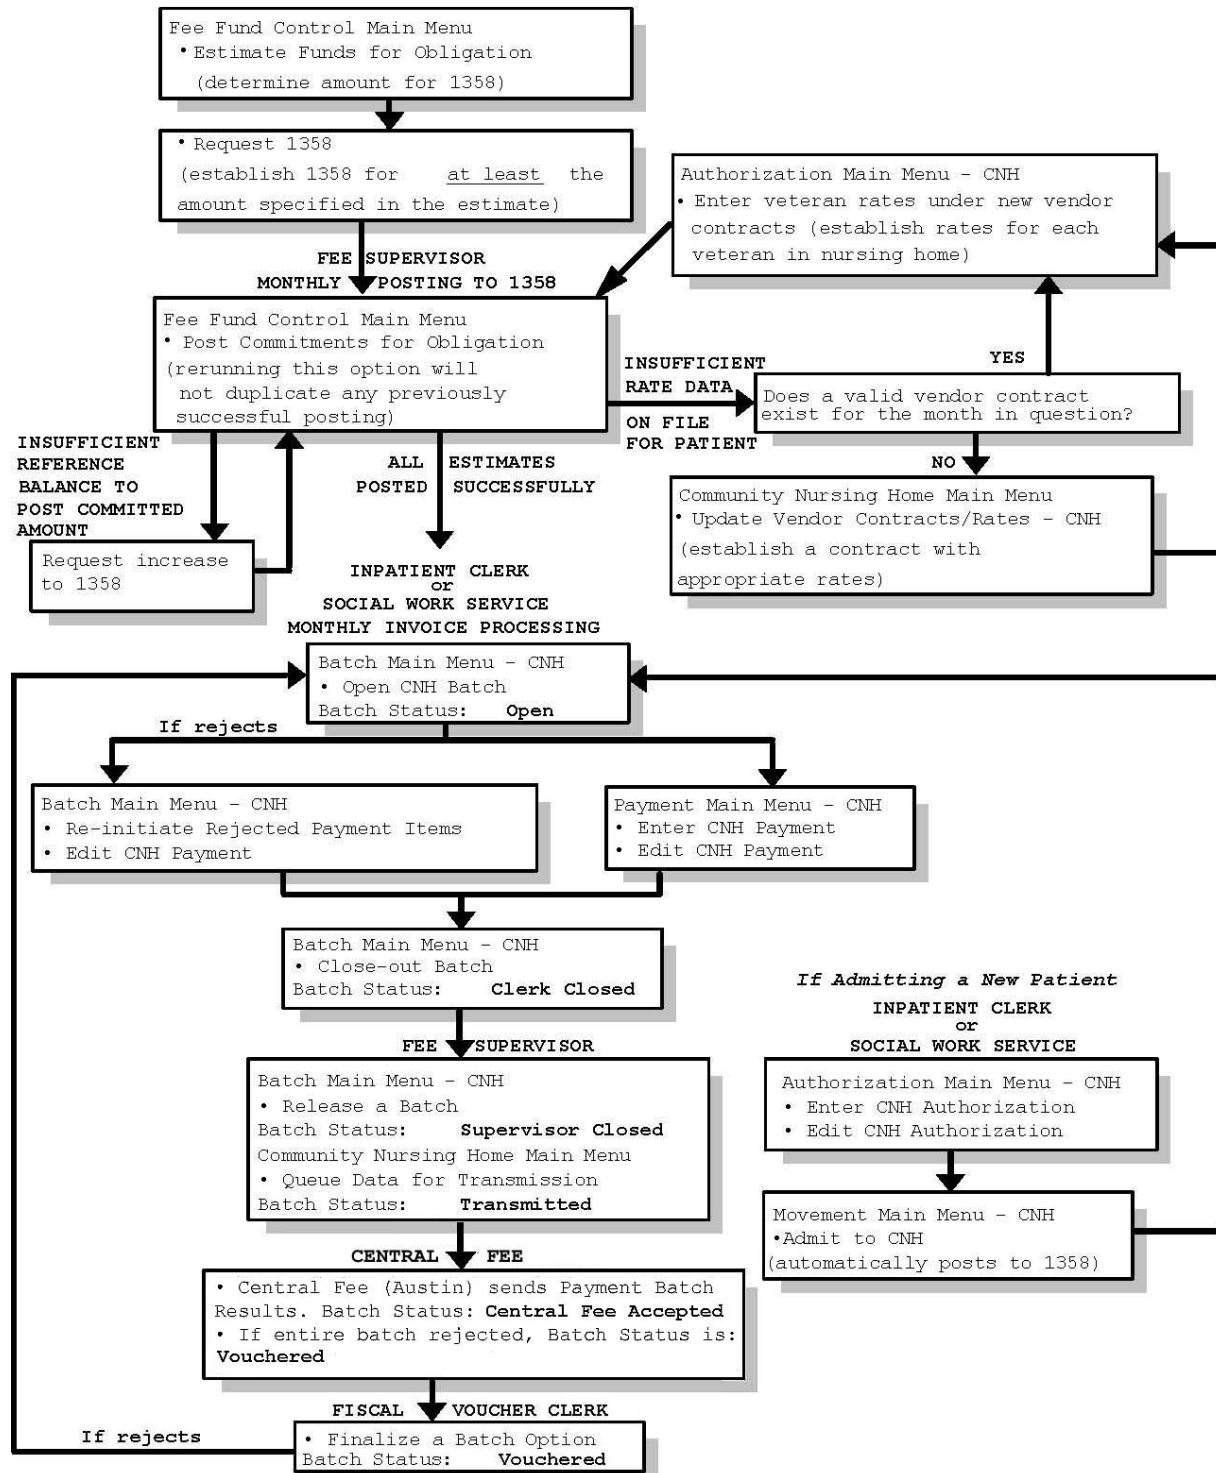 Fee Fund Control Main Menu
• Estimate Funds for Obligation
(determine amount for 1358)
• Request 1358
(establish 1358 for at least the
amount specified in the estimate)
FEE SUPERVISOR
MONTHLY POSTING TO 1358
Authorization Main Menu – CNH
• Enter veteran rates under new vendor
contracts (establish rates for each
veteran in nursing home)
Fee Fund Control Main Menu
• Post Commitments for Obligation
(rerunning this option will
not duplicate any previously
successful posting)
INSUFFICIENT
RATE DATA
ON FILE
FOR PATIENT
YES
Does a valid vendor contract
exist for the month in question?
NO
Community Nursing Home Main Menu
• Update Vendor Contracts/Rates – CNH
(establish a contract with
appropriate rates)
INSUFFICIENT
REFERENCE
BALANCE TO
POST COMMITTED
AMOUNT
Request increase
to 1358
ALL ESTIMATES
POSTED SUCCESSFULLY
INPATIENT CLERK
or
SOCIAL WORK SERVICE
MONTHLY INVOICE PROCESSING
Batch Main Menu – CNH
• Open CNH Batch
Batch Status: Open
If rejects
Batch Main Menu – CNH
• Re-initiate Rejected Payment Items
• Edit CNH Payment
Payment Main Menu – CNH
• Enter CNH Payment
• Edit CNH Payment
Batch Main Menu – CNH
• Close-out Batch
Batch Status: Clerk Closed
FEE SUPERVISOR
Batch Main Menu – CNH
• Release a Batch
Batch Status: Supervisor Closed
Community Nursing Home Main Menu
• Queue Data for Transmission
Batch Status: Transmitted
If Admitting a New Patient
INPATIENT CLERK
or
SOCIAL WORK SERVICE
Authorization Main Menu – CNH
• Enter CNH Authorization
• Edit CNH Authorization
Movement Main Menu – CNH
•Admit to CNH
(automatically posts to 1358)
CENTRAL FEE
• Central Fee (Austin) sends Payment Batch
Results. Batch Status: Central Fee Accepted
• If entire batch rejected, Batch Status is:
Vouchered
FISCAL VOUCHER CLERK
If rejects
• Finalize a Batch Option
Batch Status: Vouchered